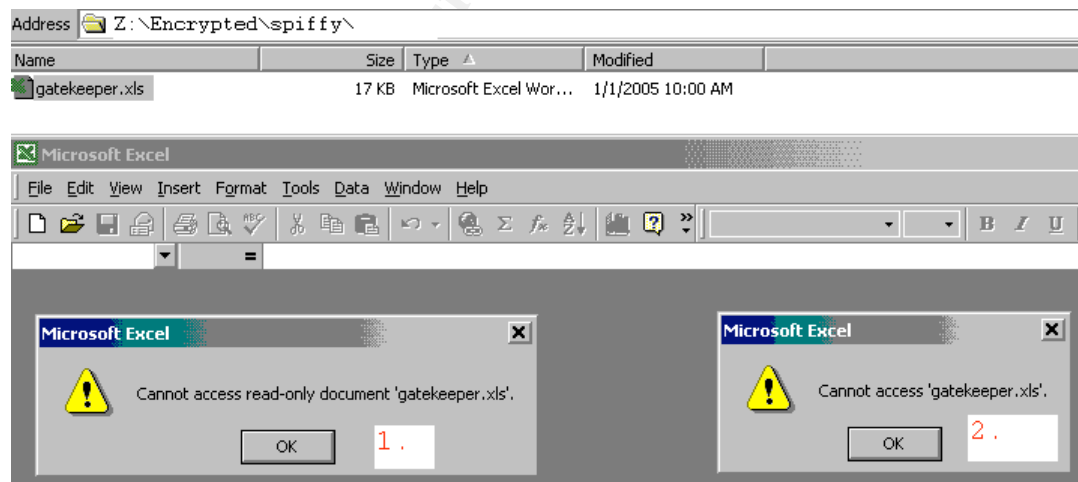 Address Z:\Encrypted\spiffy\
Name Size Type Modified
gatekeeper.xls 17 KB Microsoft Excel Wor... 1/1/2005 10:00 AM
Microsoft Excel
File Edit View Insert Format Tools Data Window Help
B I U
=
Microsoft Excel
Cannot access read-only document 'gatekeeper.xls'.
OK
1.
Microsoft Excel
Cannot access 'gatekeeper.xls'.
OK
2.